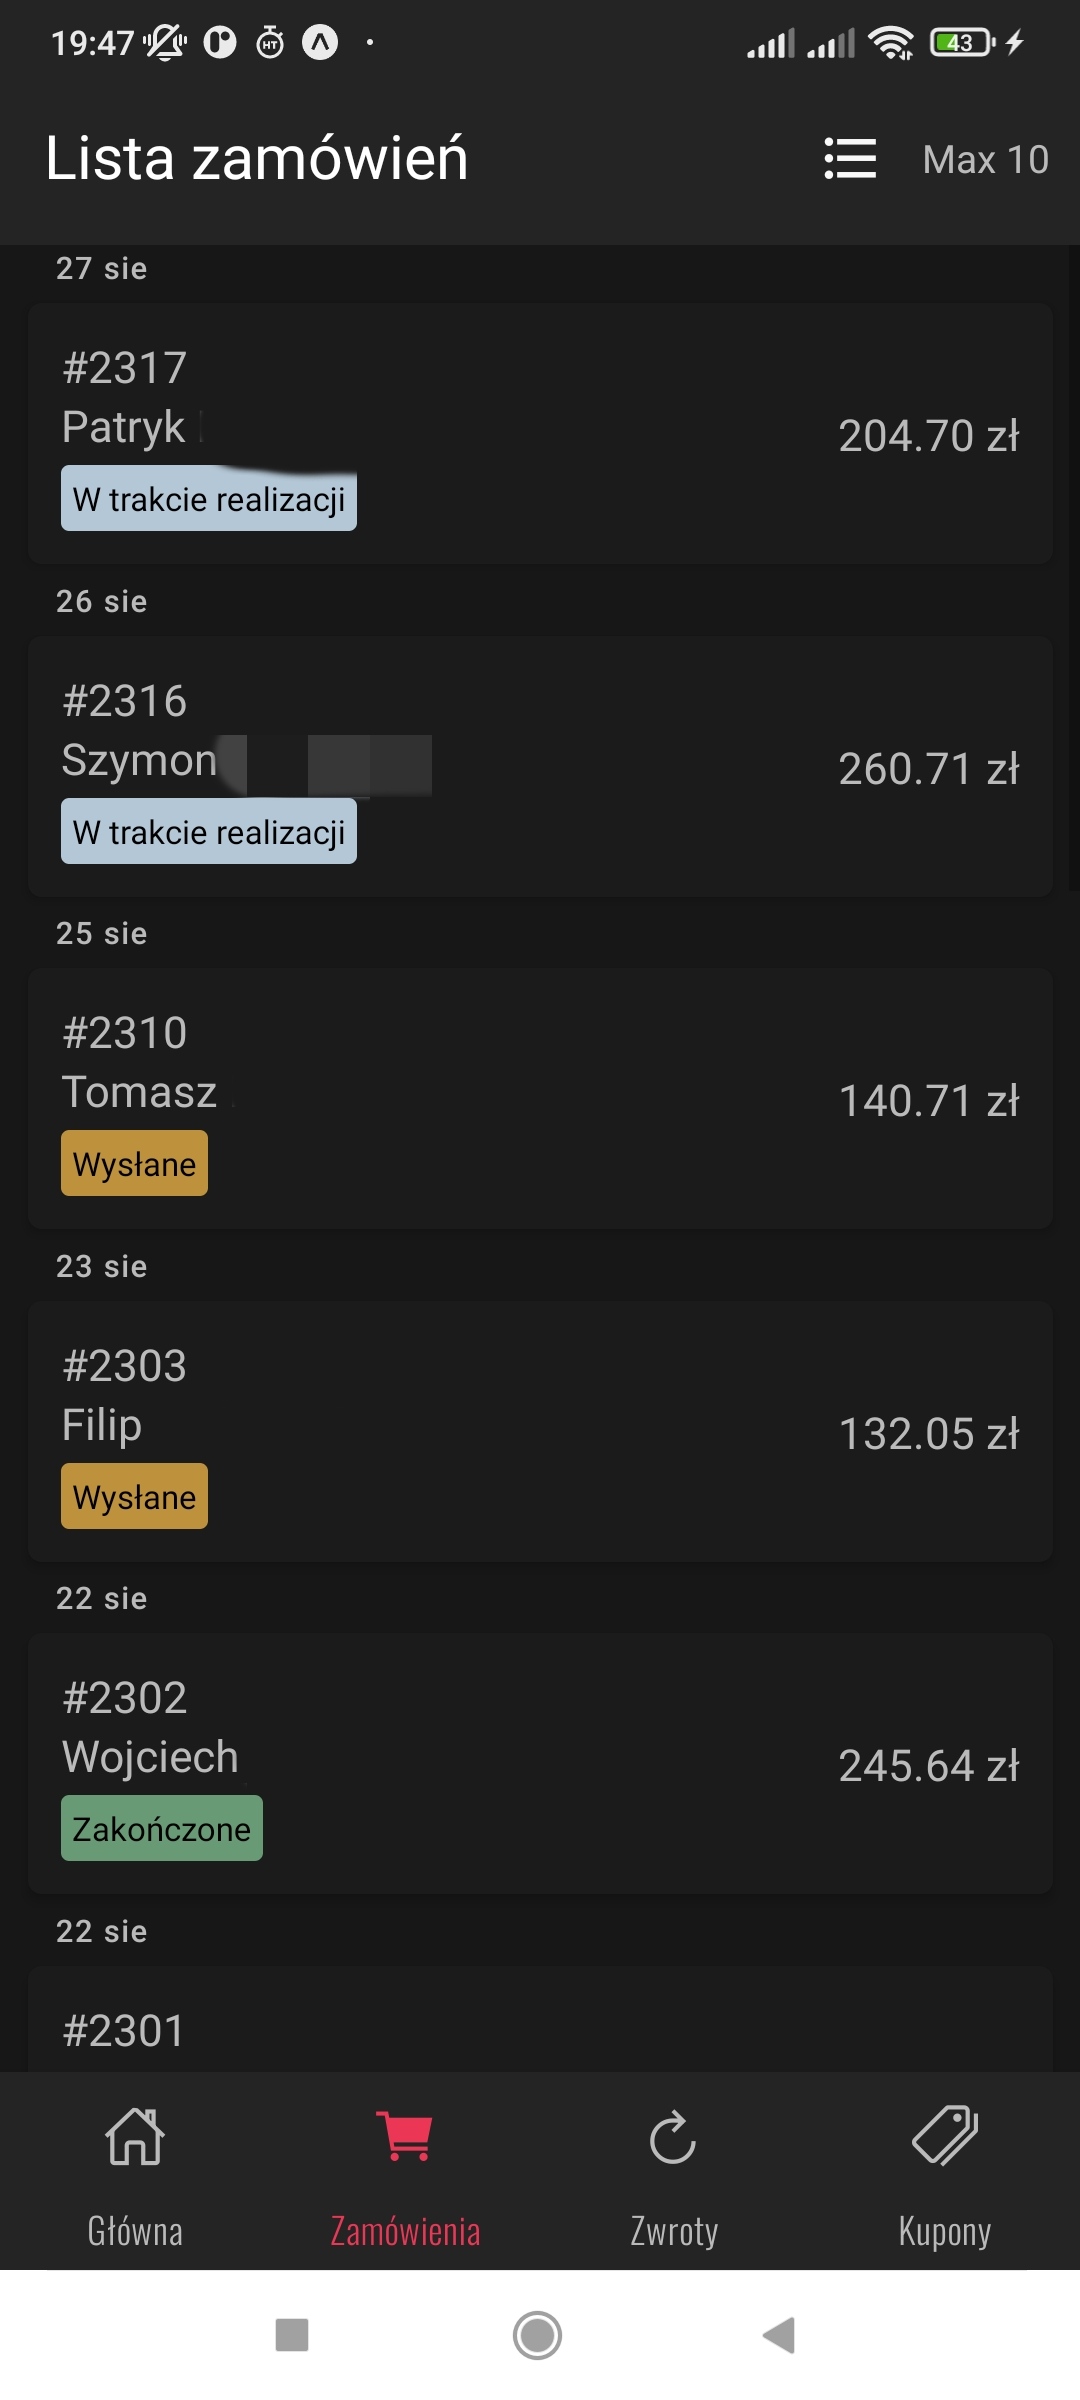 19:47
43
Lista zamówień
Max 10
27 sie
#2317
Patryk
204.70 zł
W trakcie realizacji
26 sie
#2316
Szymon
260.71 zł
W trakcie realizacji
25 sie
#2310
Tomasz
140.71 zł
Wysłane
23 sie
#2303
Filip
132.05 zł
Wysłane
22 sie
#2302
Wojciech
245.64 zł
Zakończone
22 sie
#2301
Główna
Zamówienia
Zwroty
Kupony